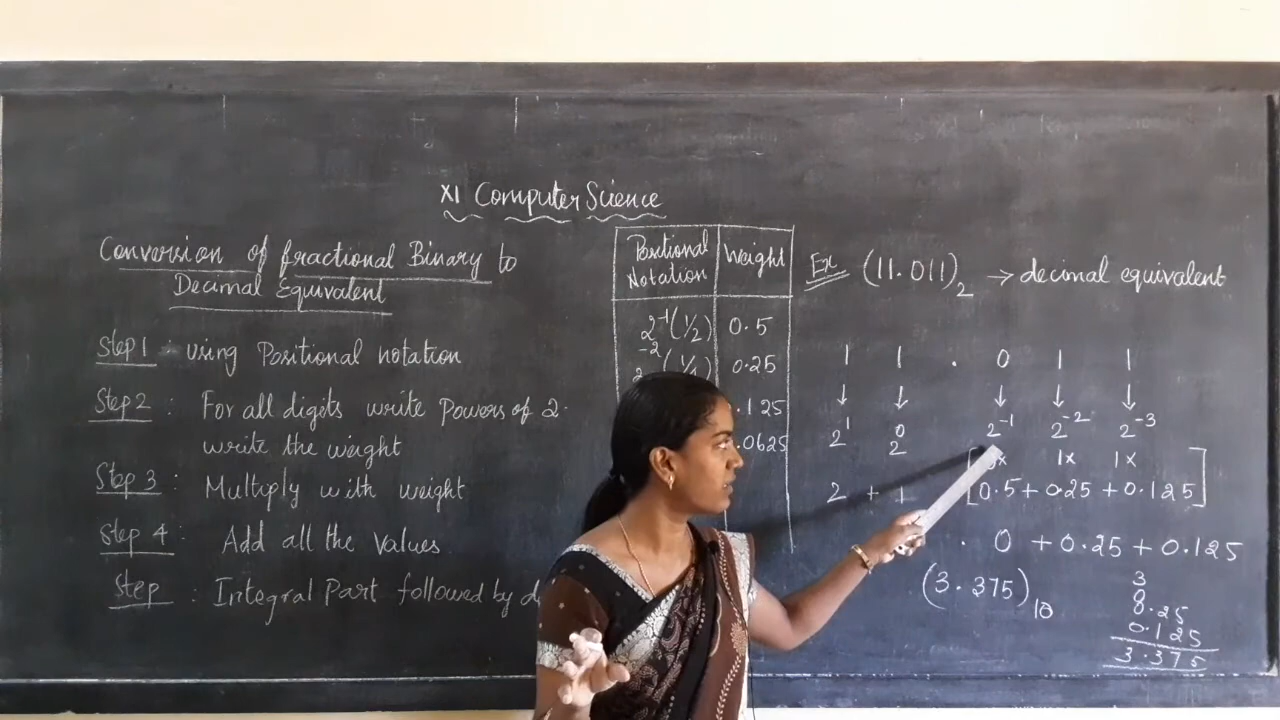 XI Computer Science
Conversion of fractional Binary to
Decimal Equivalent
Step 1 : using Positional notation
Step 2 : For all digits write Powers of 2.
write the weight
Step 3 : Multiply with weight
Step 4 : Add all the values.
Step : Integral Part followed by
Positional Notation | Weight
2⁻¹(1/2) | 0.5
2⁻² | 0.25
.125
.0625
Ex (11.011)₂ → decimal equivalent
1 1 . 0 1 1
↓ ↓ ↓ ↓ ↓
2¹ 2⁰ 2⁻¹ 2⁻² 2⁻³
1x 1x
2 + 1 [0.5 + 0.25 + 0.125]
. 0 + 0.25 + 0.125
(3.375)₁₀
3
0
0.25
0.125
3.375